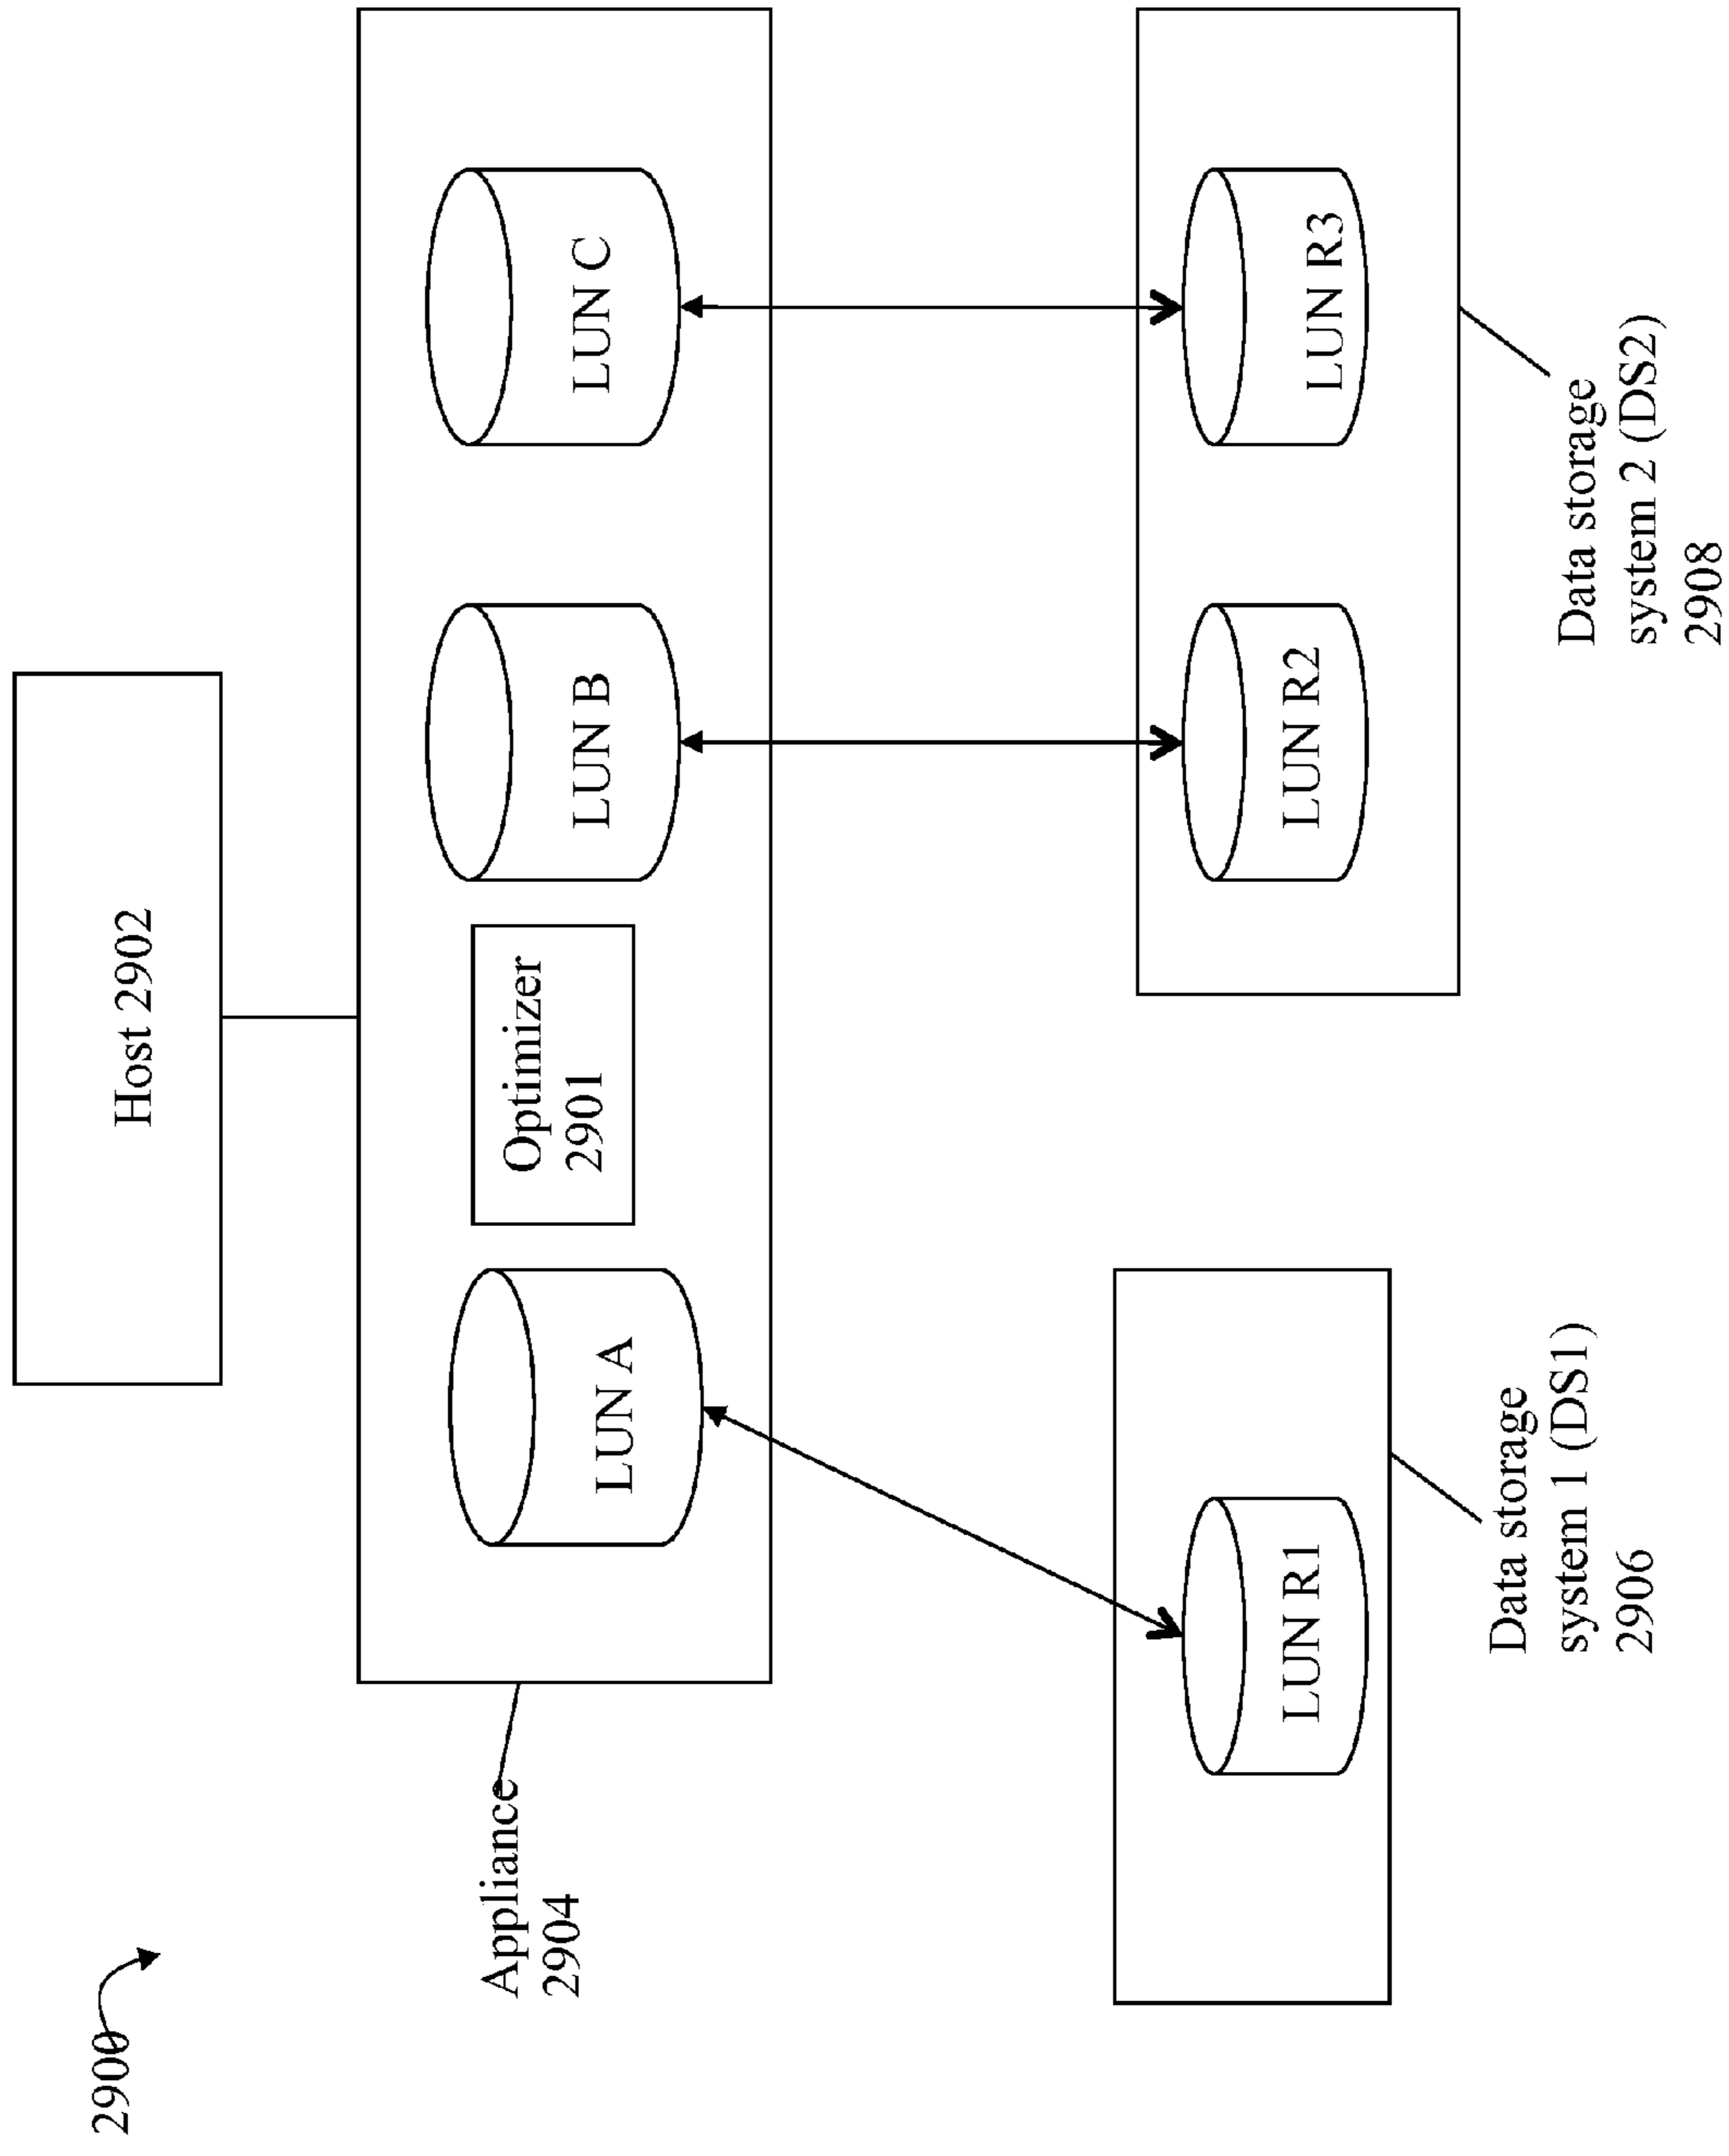 2900
Host 2902
Appliance
2904
LUN A
Optimizer
2901
LUN B
LUN C
LUN R1
LUN R2
LUN R3
Data storage
system 1 (DS1)
2906
Data storage
system 2 (DS2)
2908